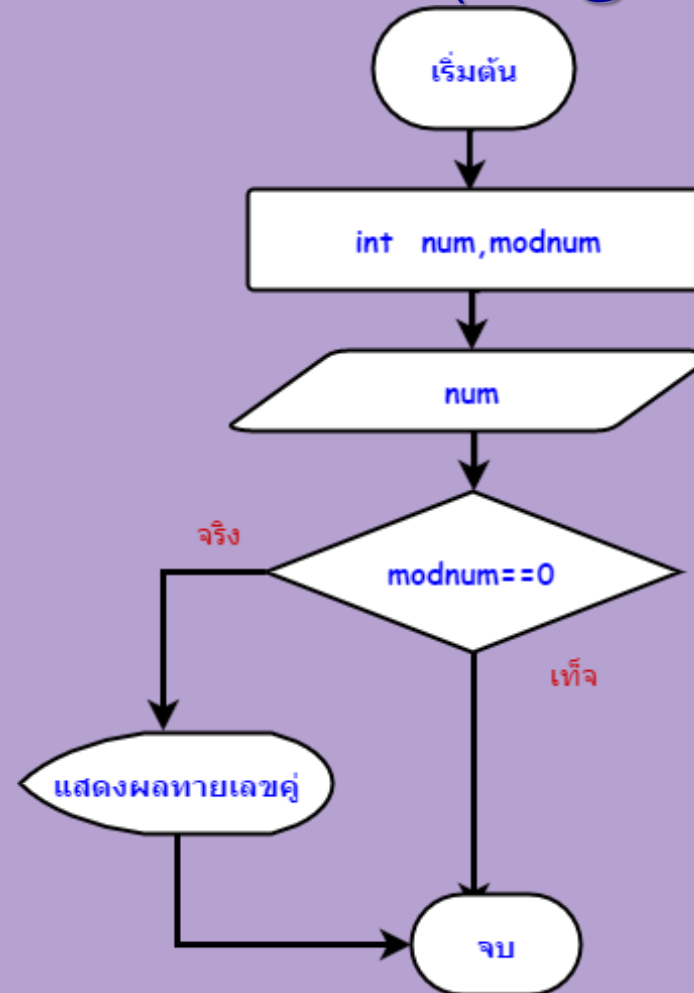 เริ่มต้น
int num,modnum
num
จริง
modnum==0
เท็จ
แสดงผลทายเลขคู่
จบ